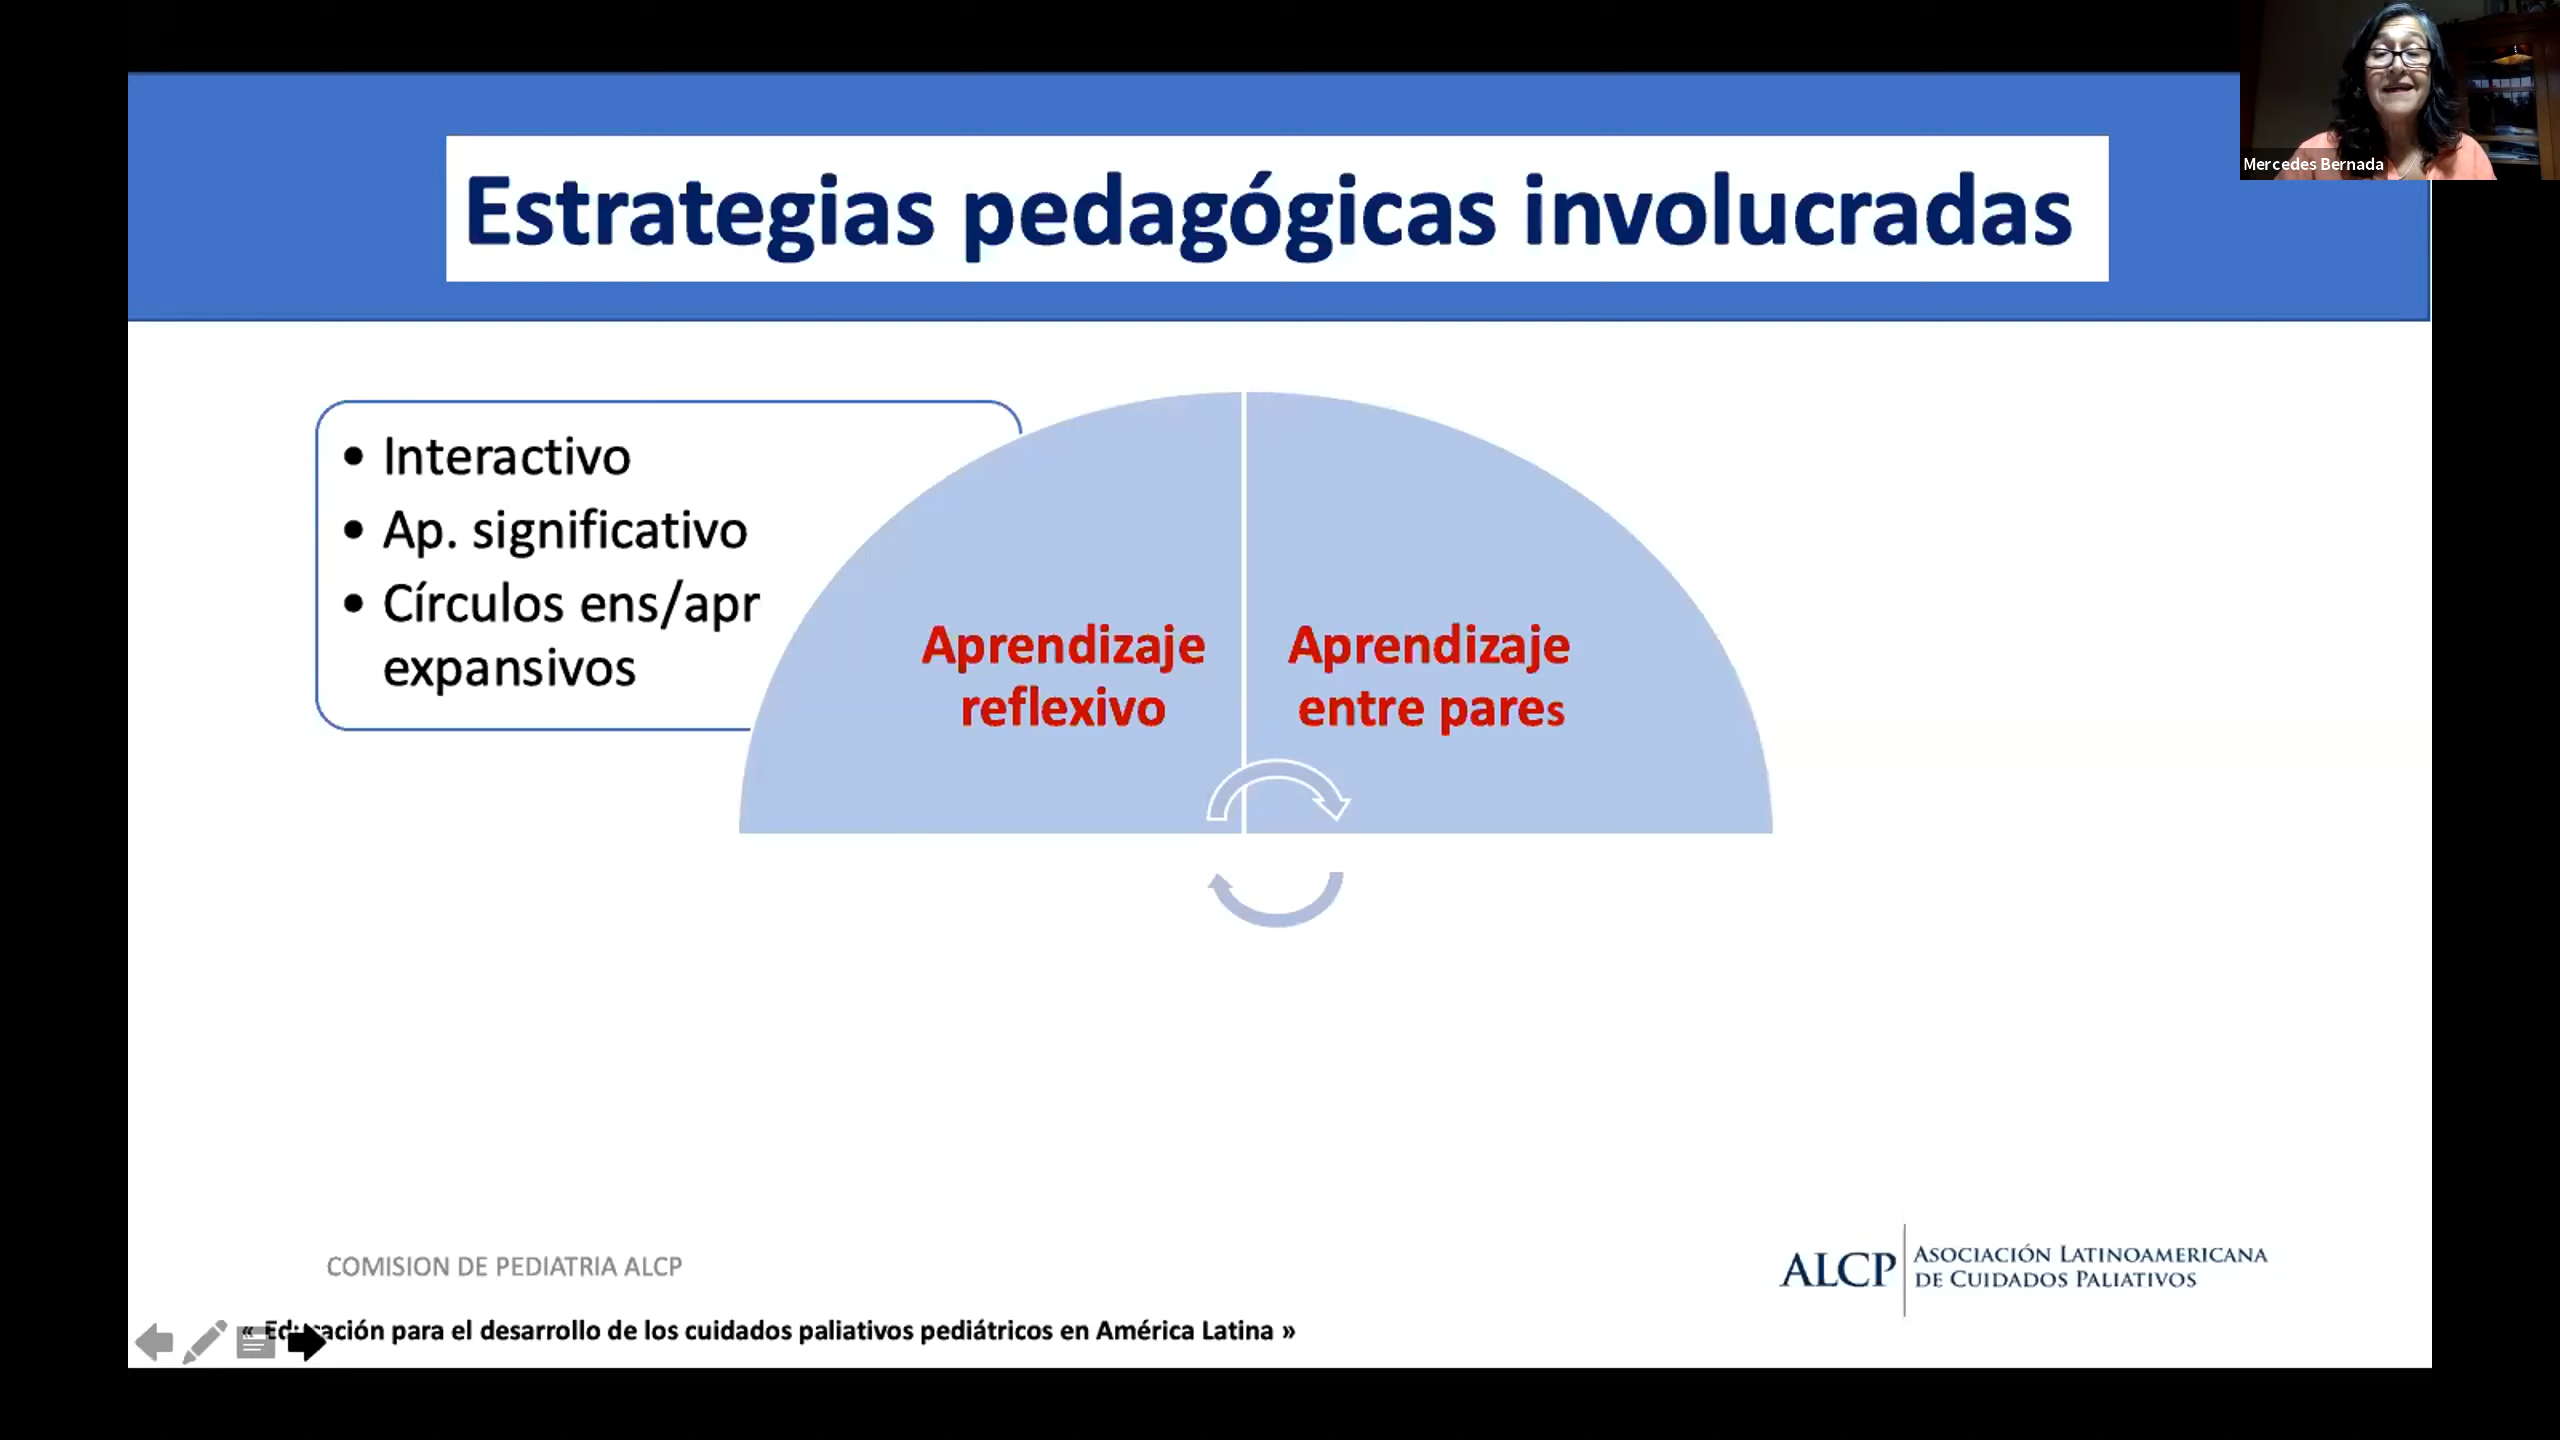 Mercedes Bernada
Estrategias pedagógicas involucradas
• Interactivo
• Ap. significativo
• Círculos ens/apr
expansivos
Aprendizaje
reflexivo
Aprendizaje
entre pares
COMISION DE PEDIATRIA ALCP
ALCP
ASOCIACIÓN LATINOAMERICANA
DE CUIDADOS PALIATIVOS
« Educación para el desarrollo de los cuidados paliativos pediátricos en América Latina »